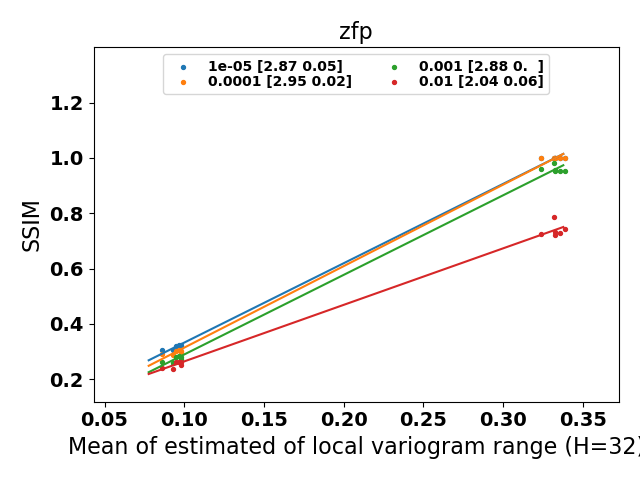 zfp
1e-05 [2.87 0.05]
0.0001 [2.95 0.02]
0.001 [2.88 0.  ]
0.01 [2.04 0.06]
SSIM
1.2
1.0
0.8
0.6
0.4
0.2
0.05 0.10 0.15 0.20 0.25 0.30 0.35
Mean of estimated of local variogram range (H=32)